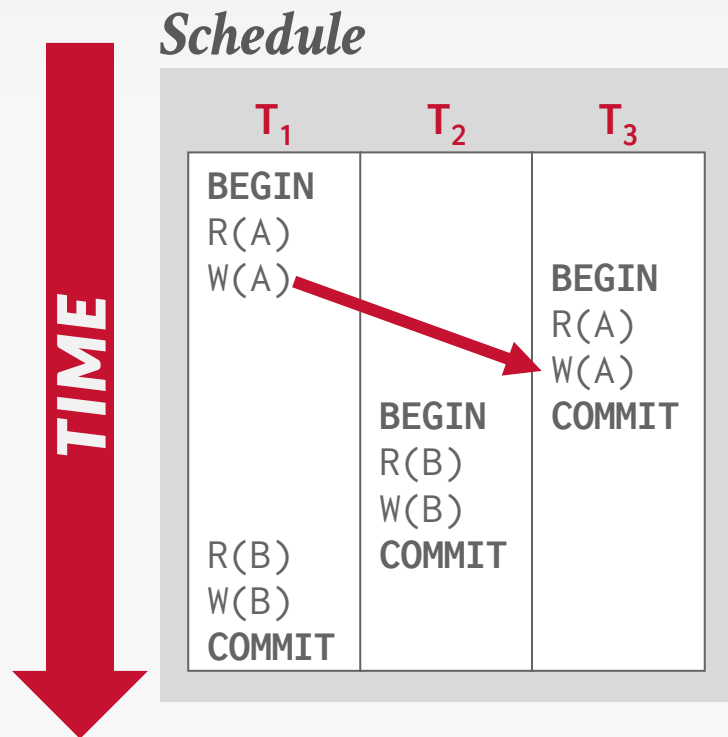 Schedule
TIME
T₁ T₂ T₃
BEGIN
R(A)
W(A) BEGIN
R(A)
W(A)
BEGIN COMMIT
R(B)
W(B)
R(B) COMMIT
W(B)
COMMIT